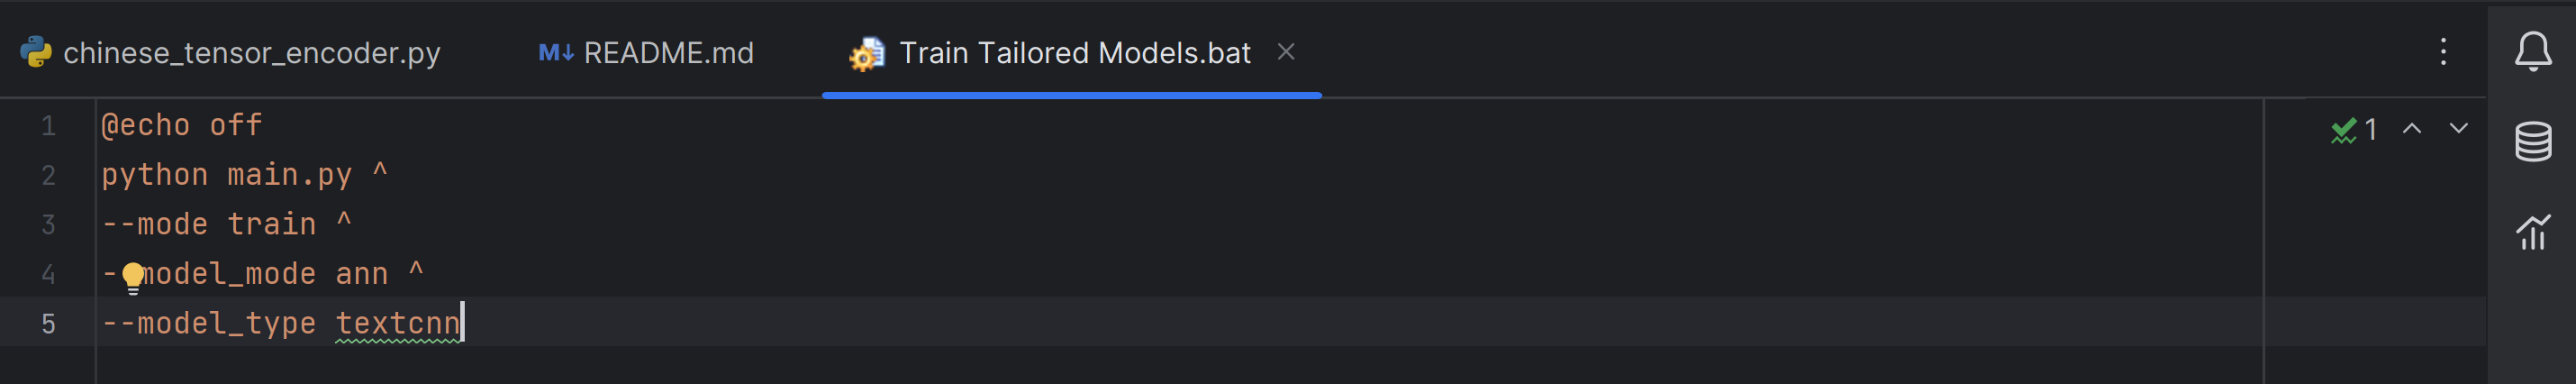 chinese_tensor_encoder.py M↓ README.md Train Tailored Models.bat
1 @echo off 1
2 python main.py ^
3 --mode train ^
4 --model_mode ann ^
5 --model_type textcnn